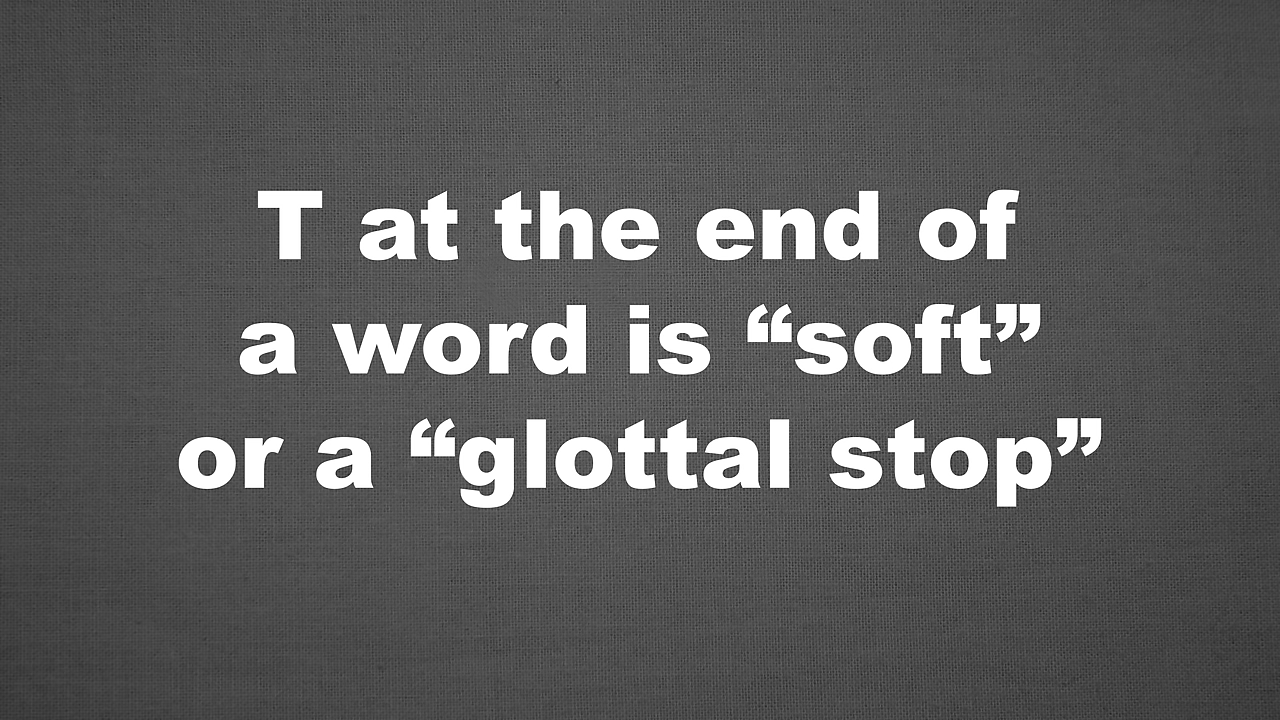 T at the end of
a word is “soft”
or a “glottal stop”